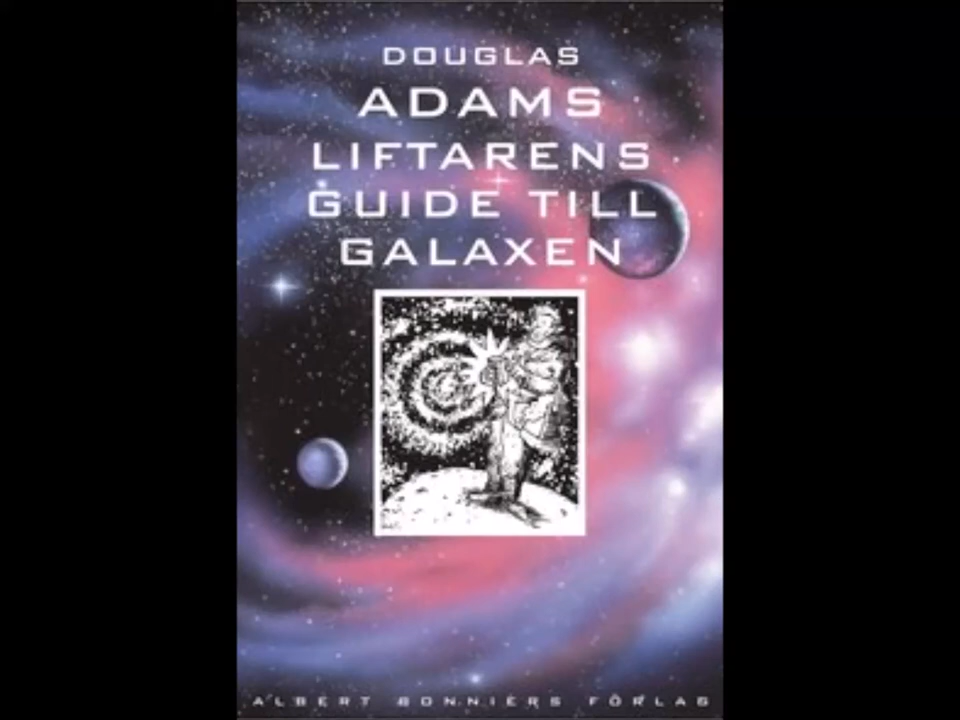 DOUGLAS
ADAMS
LIFTARENS
GUIDE TILL
GALAXEN
ALBERT BONNIERS FÖRLAG